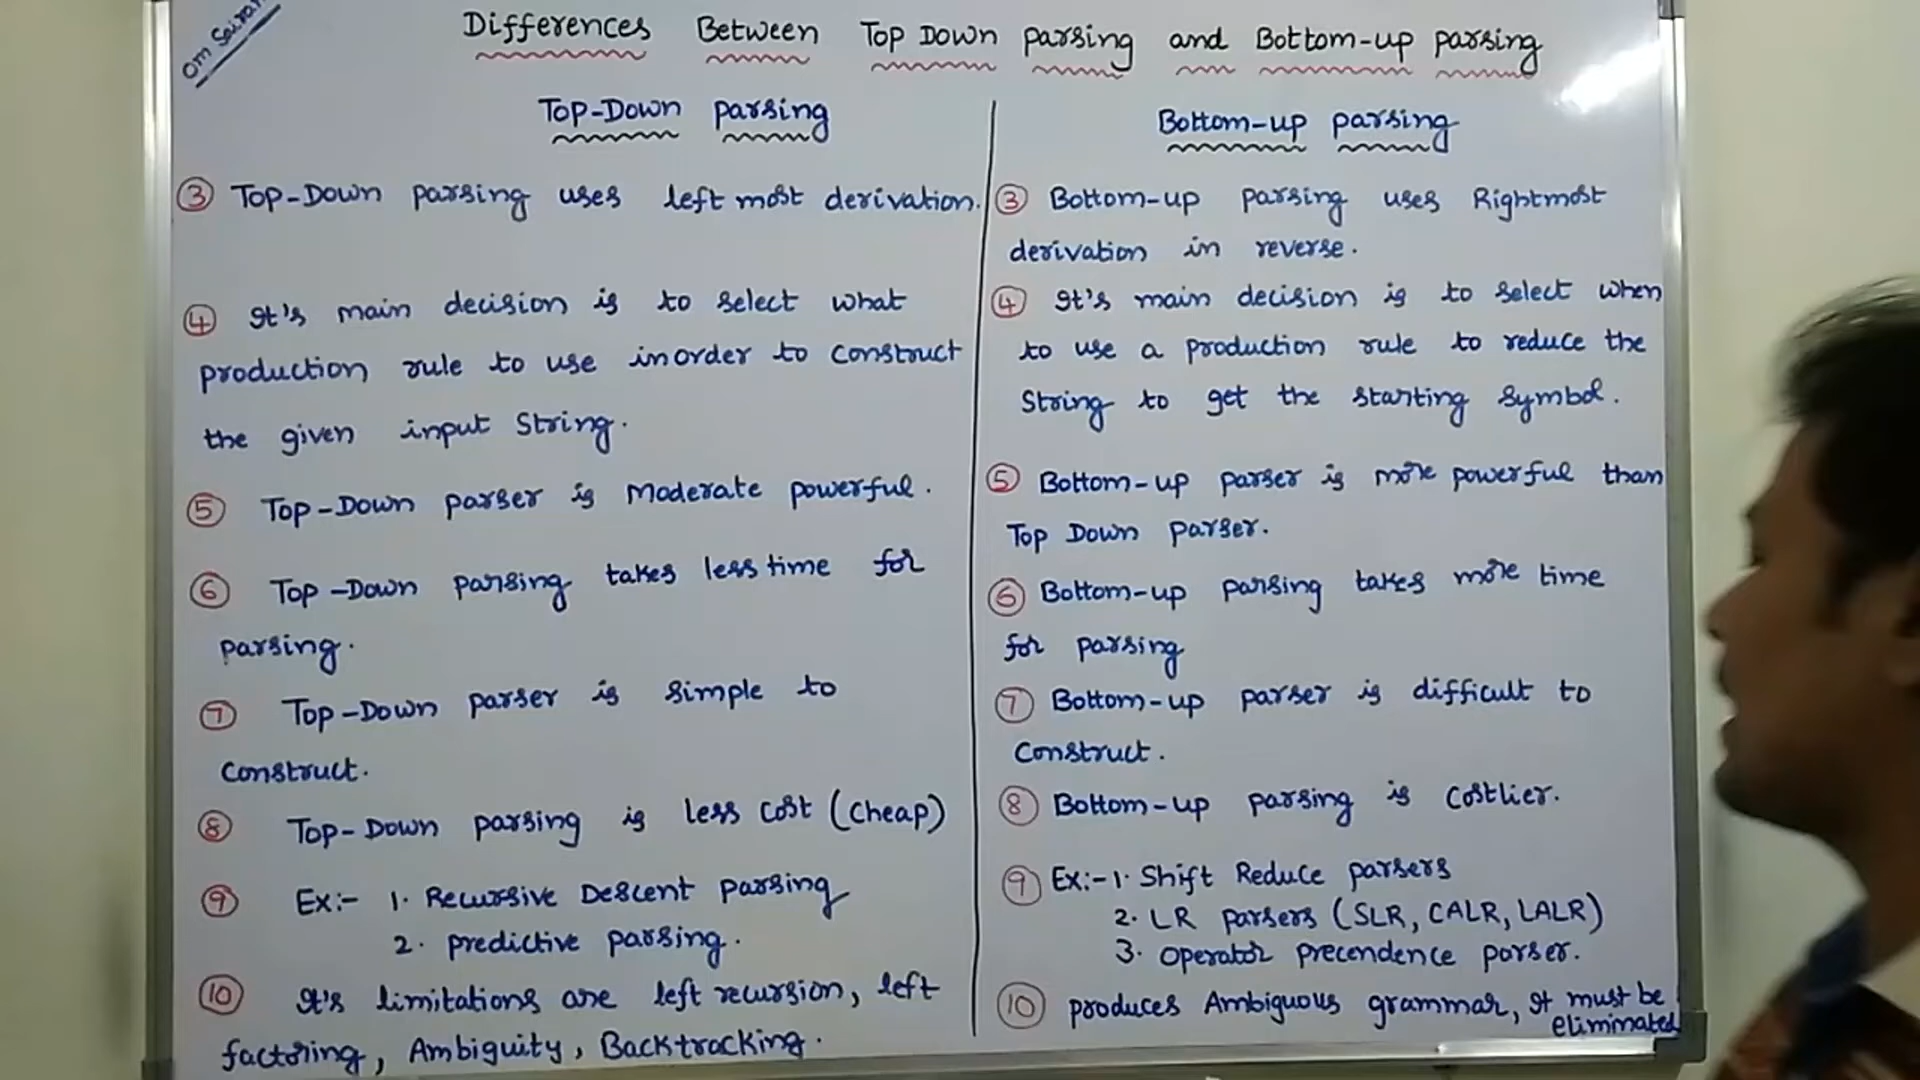 Om Sairam
Differences Between Top Down parsing and Bottom-up parsing
Top-Down parsing
③ Top-Down parsing uses left most derivation.
④ It's main decision is to select what
production rule to use inorder to construct
the given input string.
⑤ Top-Down parser is Moderate powerful.
⑥ Top-Down parsing takes less time for
parsing.
⑦ Top-Down parser is simple to
construct.
⑧ Top-Down parsing is less cost (cheap)
⑨ Ex:- 1. Recursive Descent parsing
2. predictive parsing.
⑩ It's limitations are left recursion, left
factoring, Ambiguity, Backtracking.
Bottom-up parsing
③ Bottom-up parsing uses Rightmost
derivation in reverse.
④ It's main decision is to select when
to use a production rule to reduce the
string to get the starting symbol.
⑤ Bottom-up parser is more powerful than
Top Down parser.
⑥ Bottom-up parsing takes more time
for parsing
⑦ Bottom-up parser is difficult to
construct.
⑧ Bottom-up parsing is costlier.
⑨ Ex:- 1. Shift Reduce parsers
2. LR parsers (SLR, CALR, LALR)
3. Operator precendence parser.
⑩ produces Ambiguous grammar, It must be
eliminated